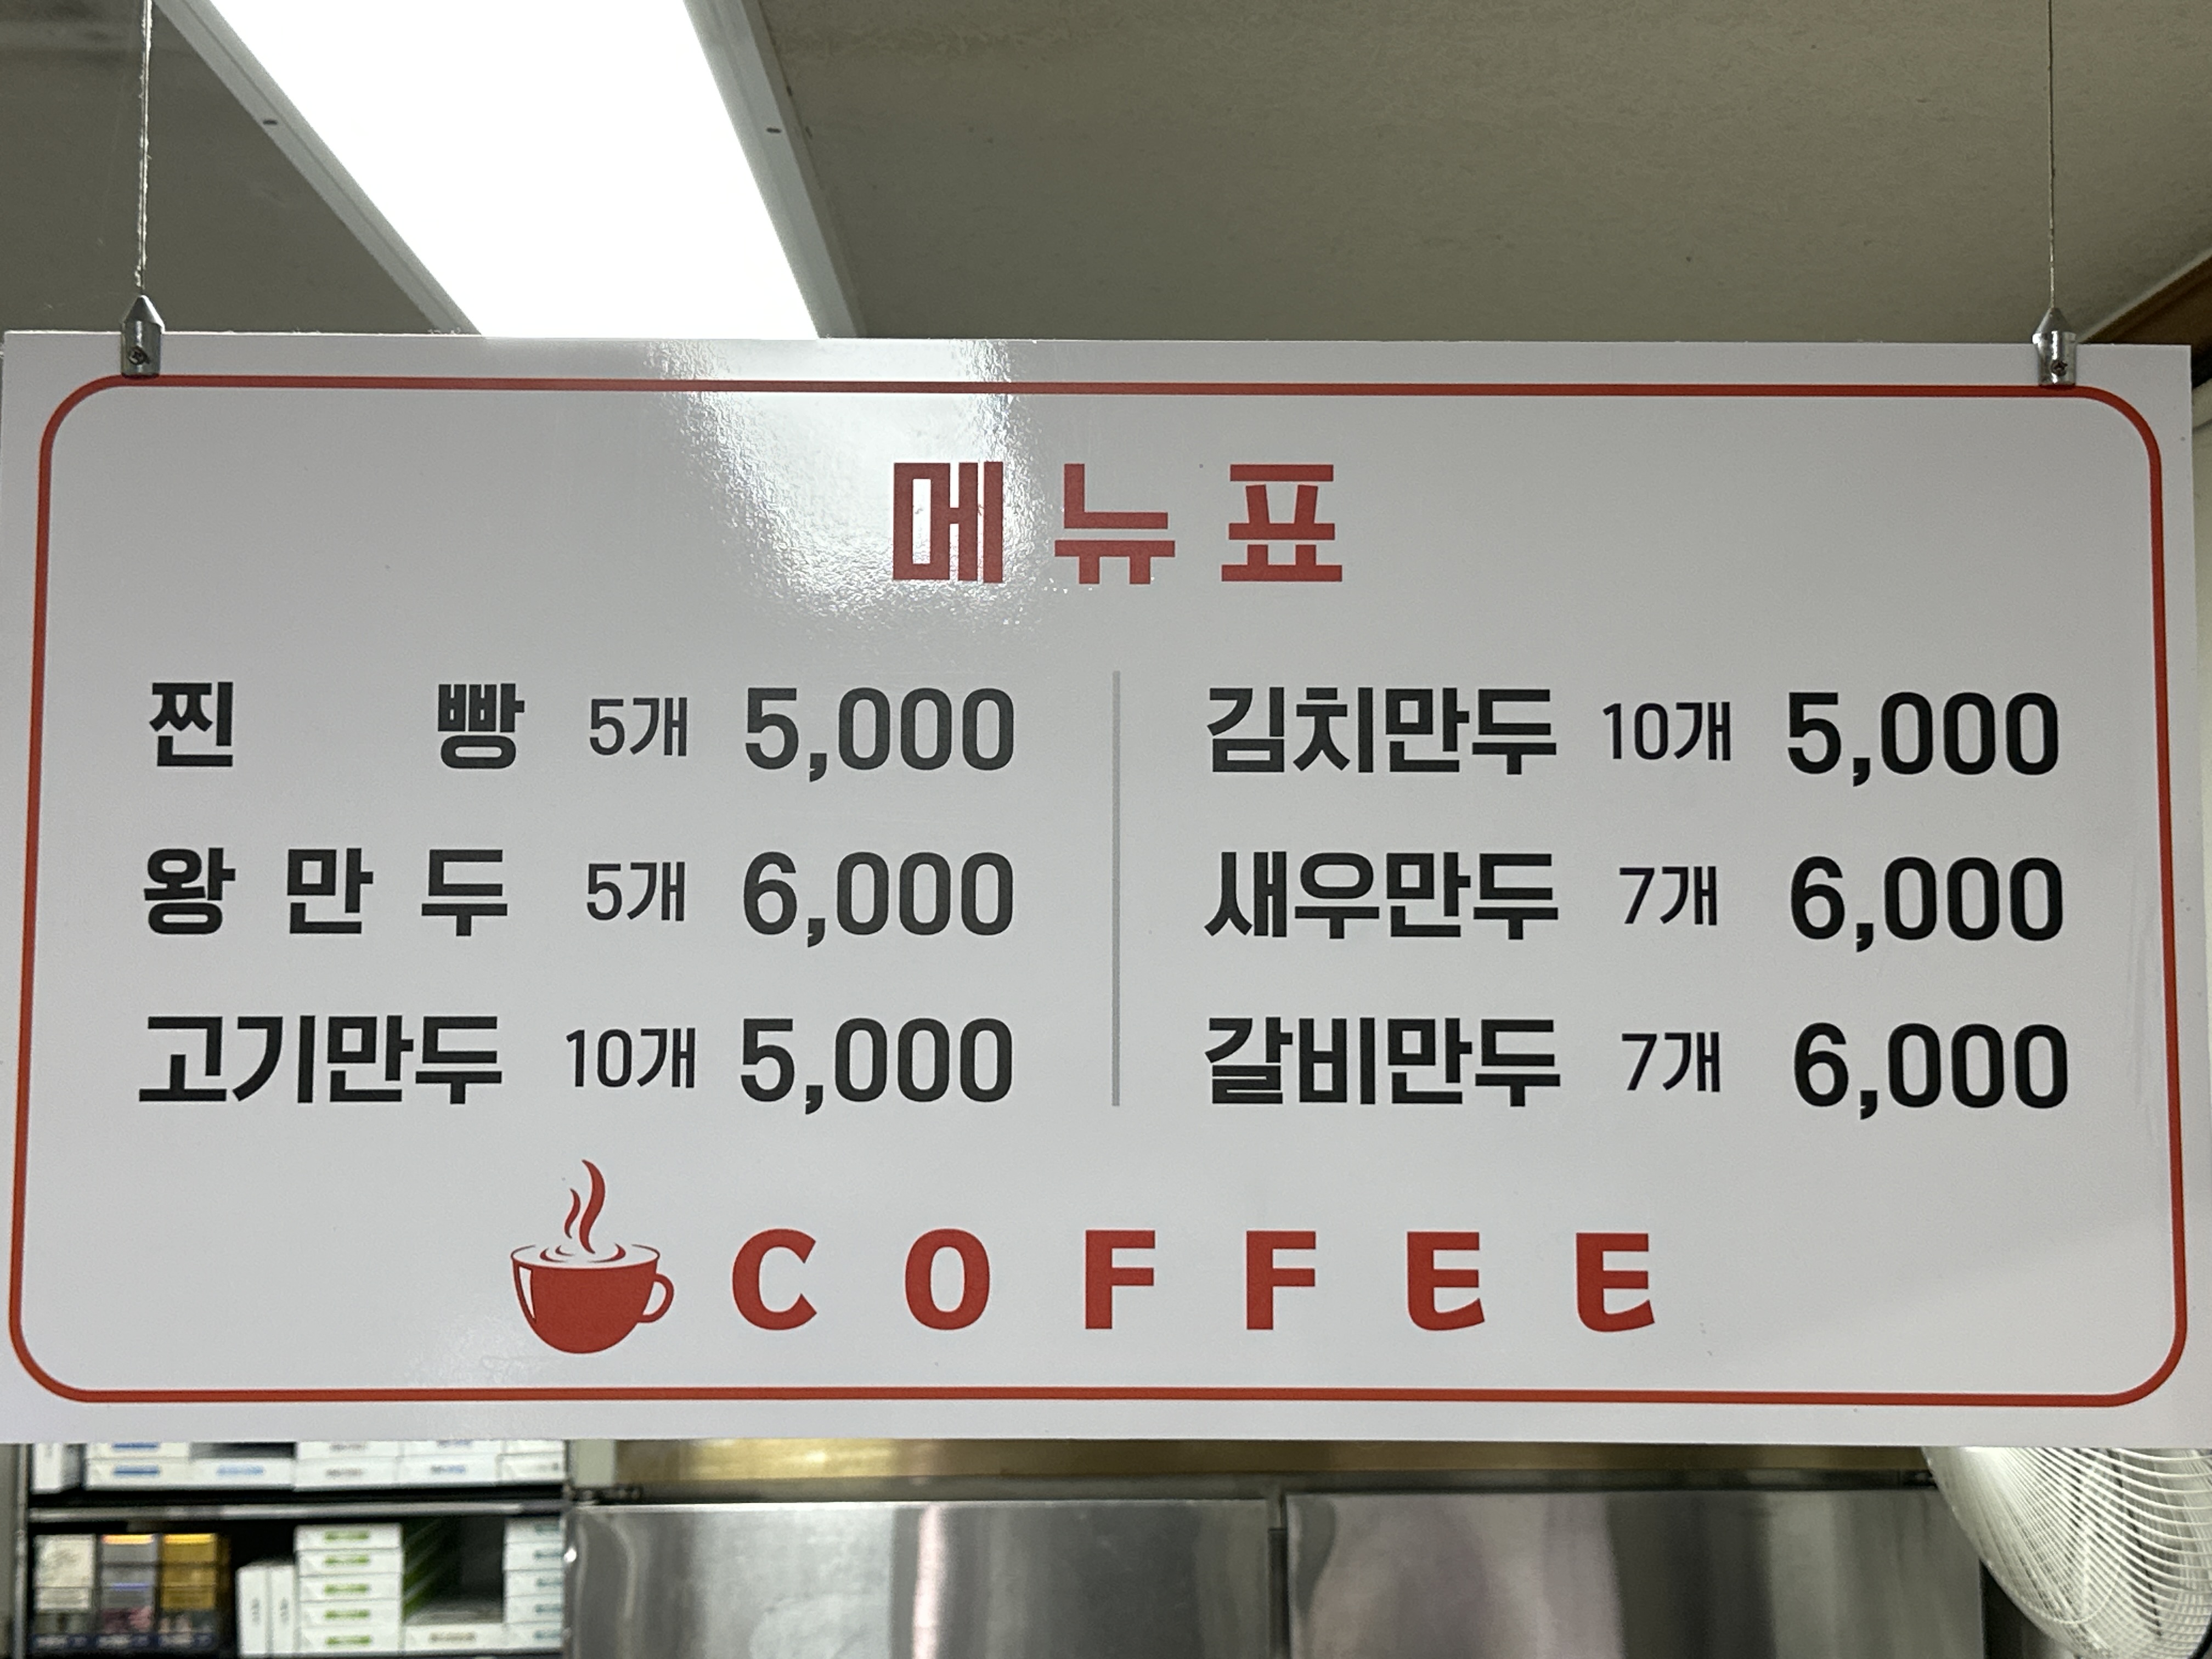 메뉴표
찐빵 5개 5,000
왕만두 5개 6,000
고기만두 10개 5,000
김치만두 10개 5,000
새우만두 7개 6,000
갈비만두 7개 6,000
COFFEE